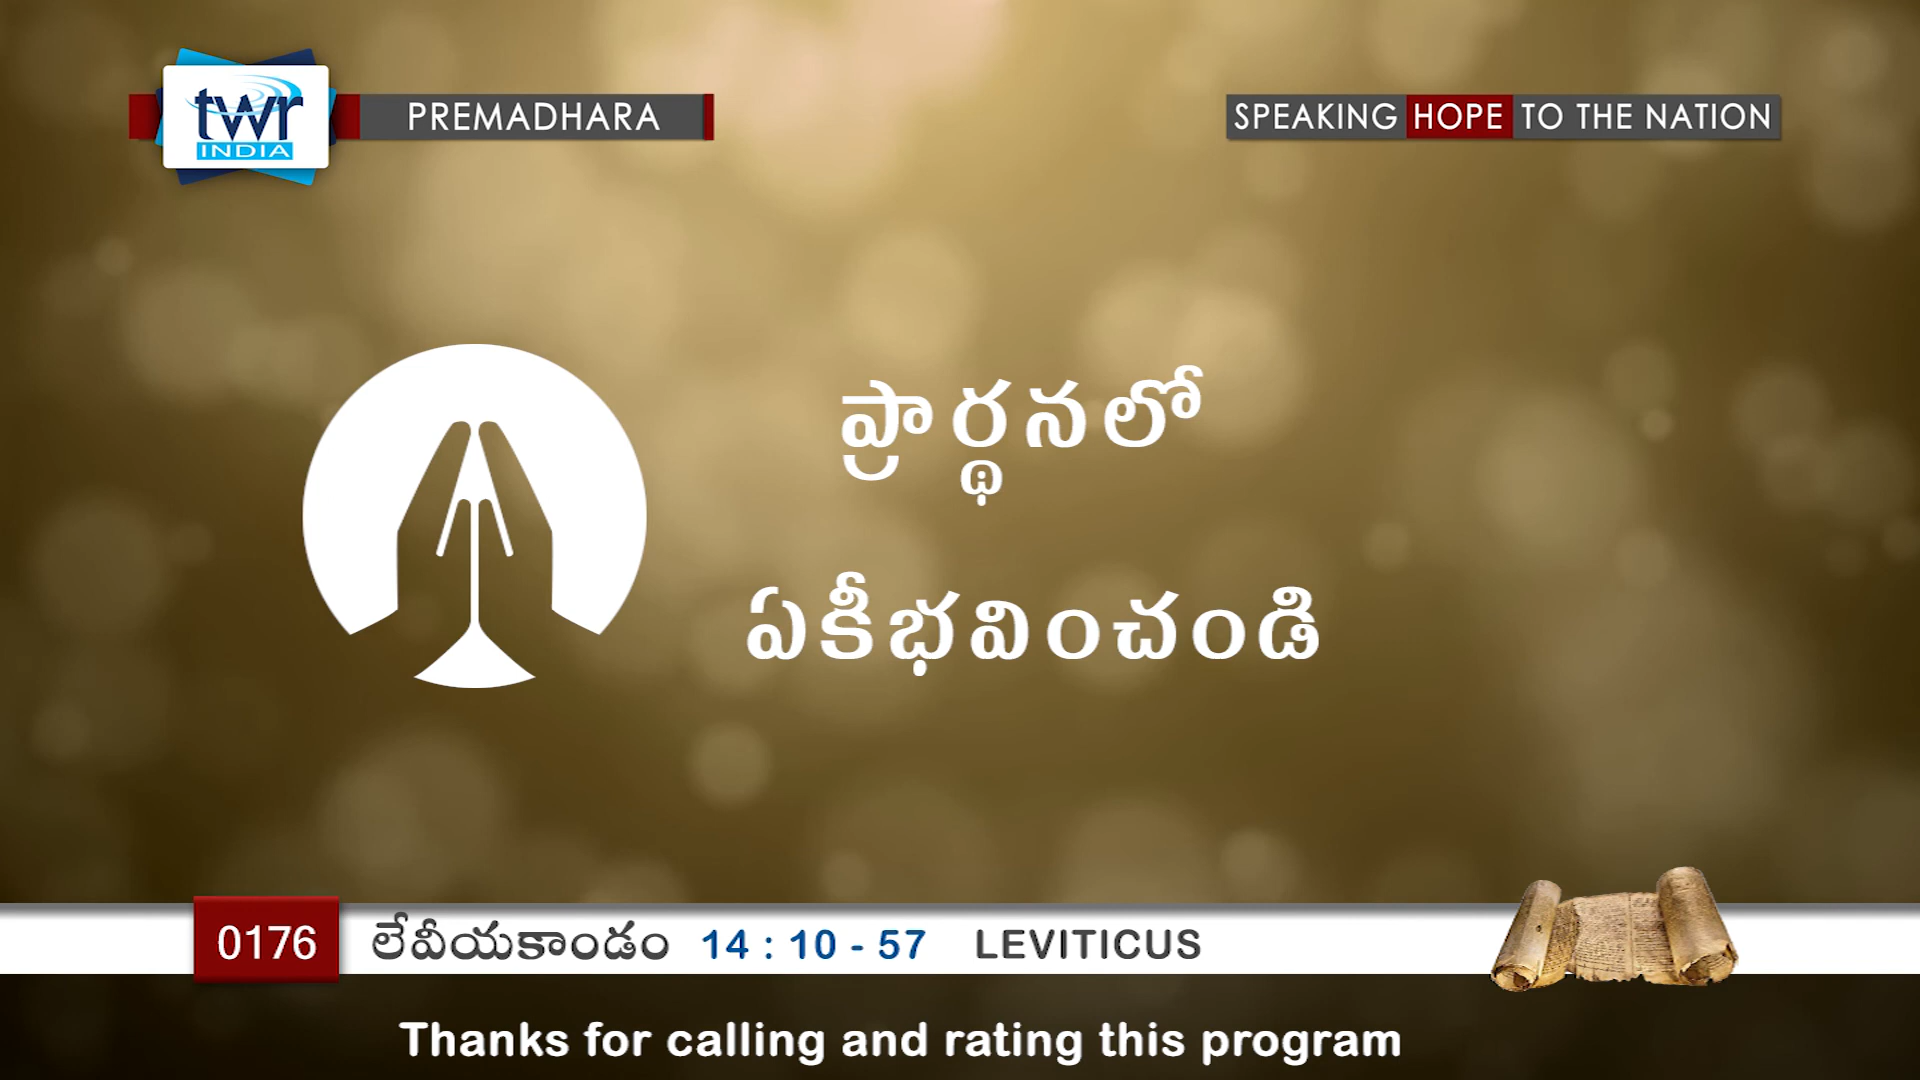 twr
INDIA
PREMADHARA
SPEAKING HOPE TO THE NATION
ప్రార్థనలో
ఏకీభవించండి
0176 లేవీయకాండం 14 : 10 - 57 LEVITICUS
Thanks for calling and rating this program